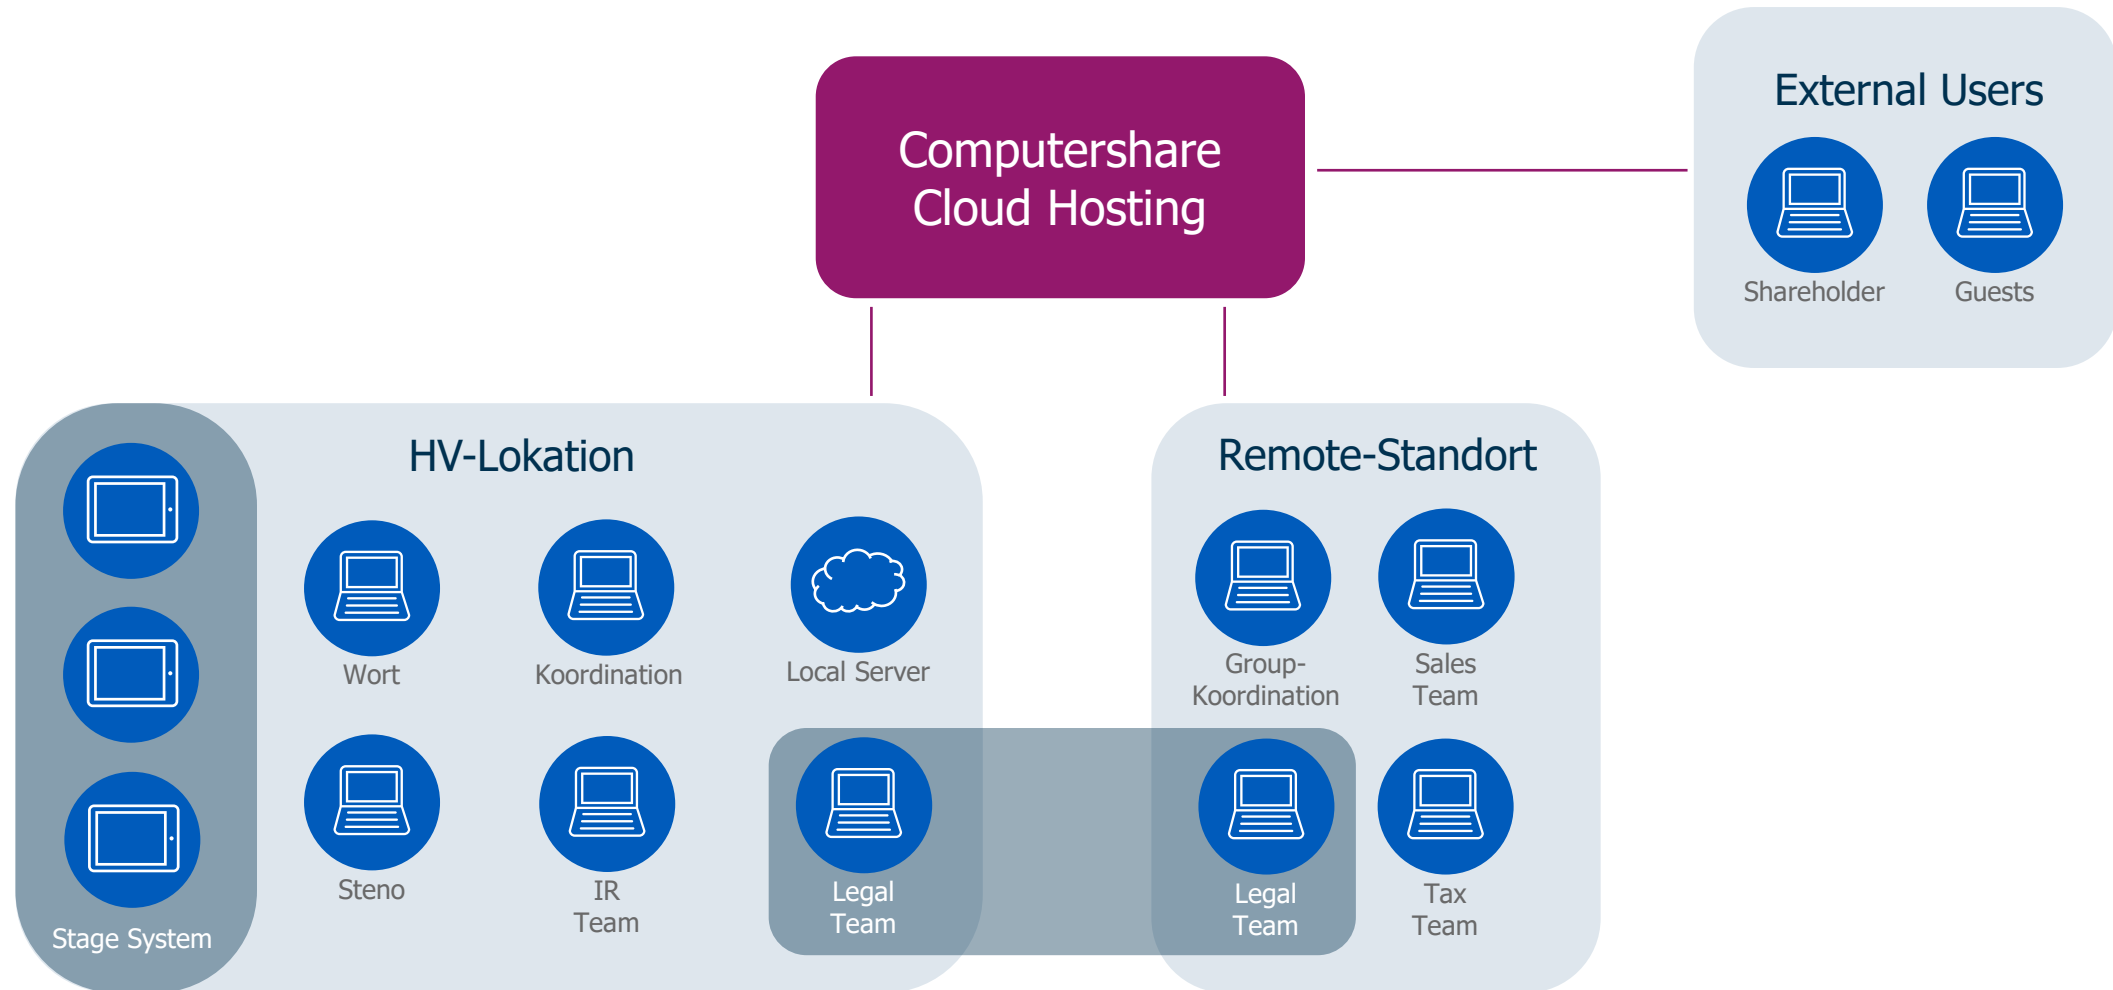 Computershare
Cloud Hosting
External Users
Shareholder
Guests
HV-Lokation
Wort
Koordination
Local Server
Steno
IR
Team
Legal
Team
Stage System
Remote-Standort
Group-
Koordination
Sales
Team
Legal
Team
Tax
Team